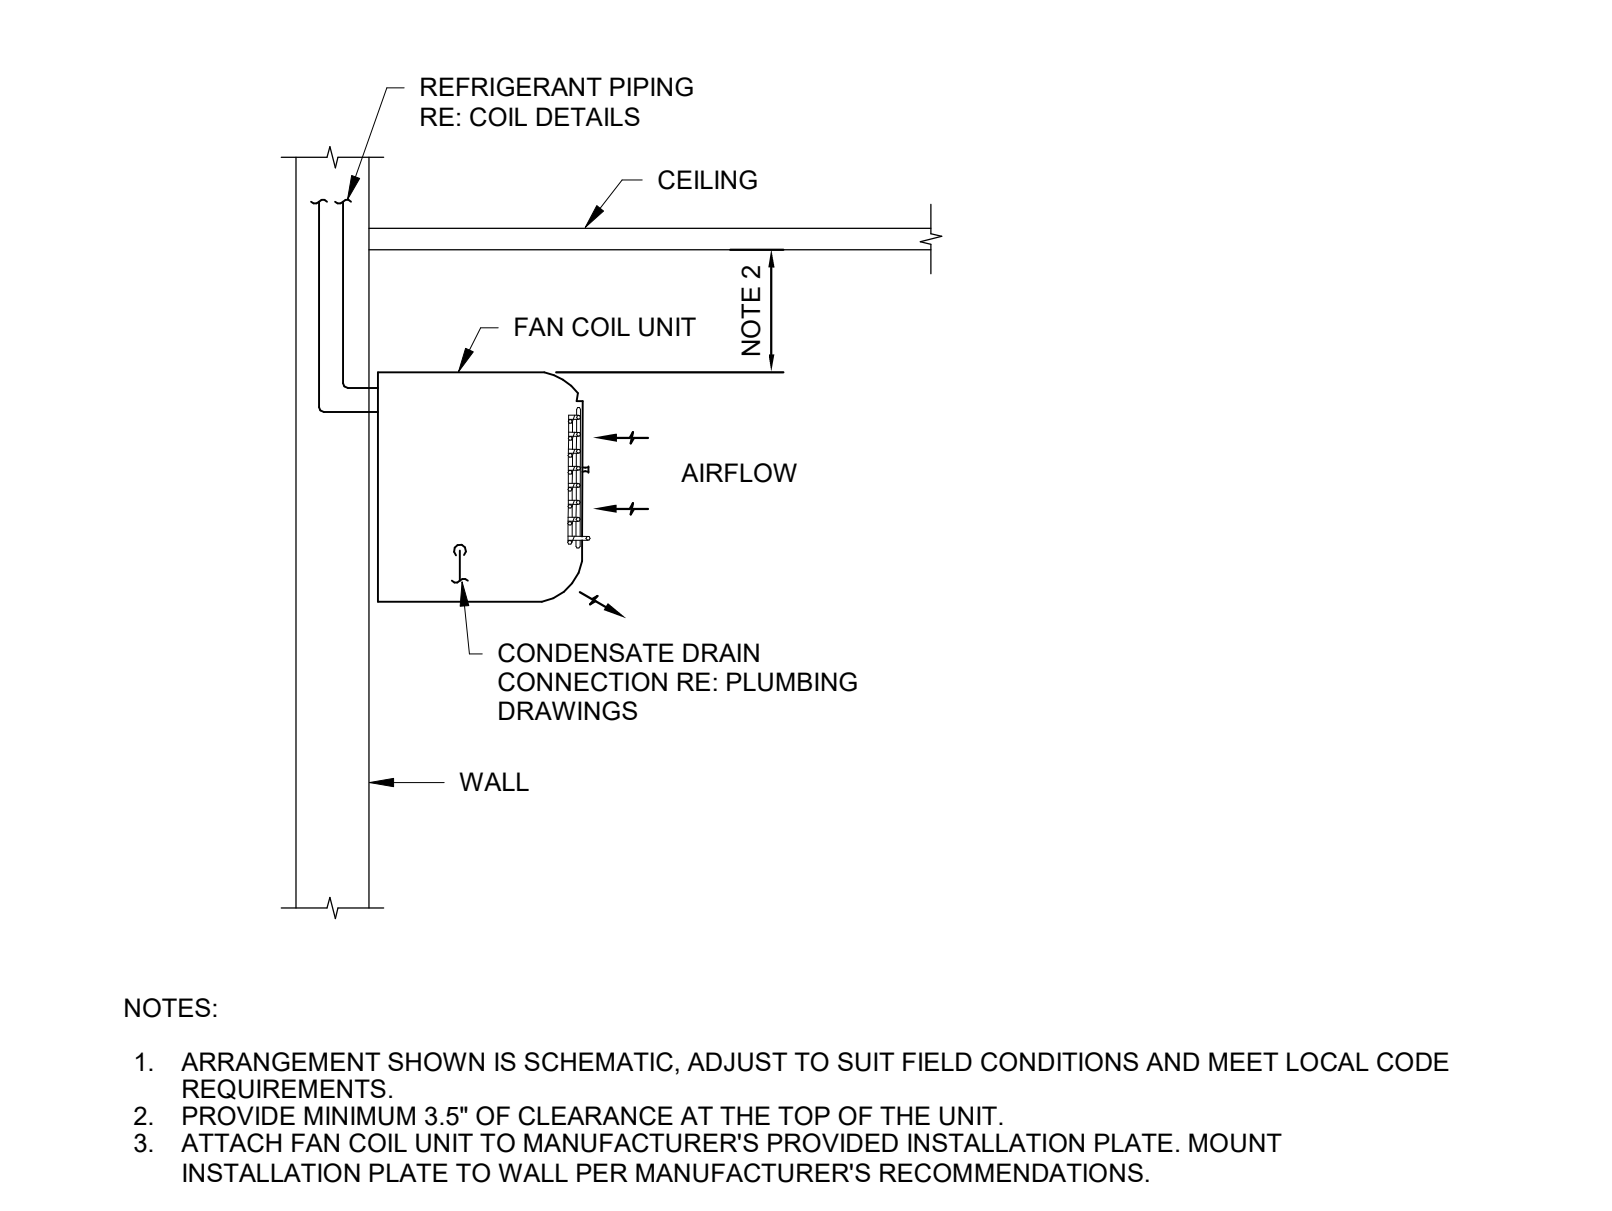 REFRIGERANT PIPING
RE: COIL DETAILS
CEILING
NOTE 2
FAN COIL UNIT
AIRFLOW
CONDENSATE DRAIN
CONNECTION RE: PLUMBING
DRAWINGS
WALL
NOTES:
1. ARRANGEMENT SHOWN IS SCHEMATIC, ADJUST TO SUIT FIELD CONDITIONS AND MEET LOCAL CODE
REQUIREMENTS.
2. PROVIDE MINIMUM 3.5" OF CLEARANCE AT THE TOP OF THE UNIT.
3. ATTACH FAN COIL UNIT TO MANUFACTURER'S PROVIDED INSTALLATION PLATE. MOUNT
INSTALLATION PLATE TO WALL PER MANUFACTURER'S RECOMMENDATIONS.